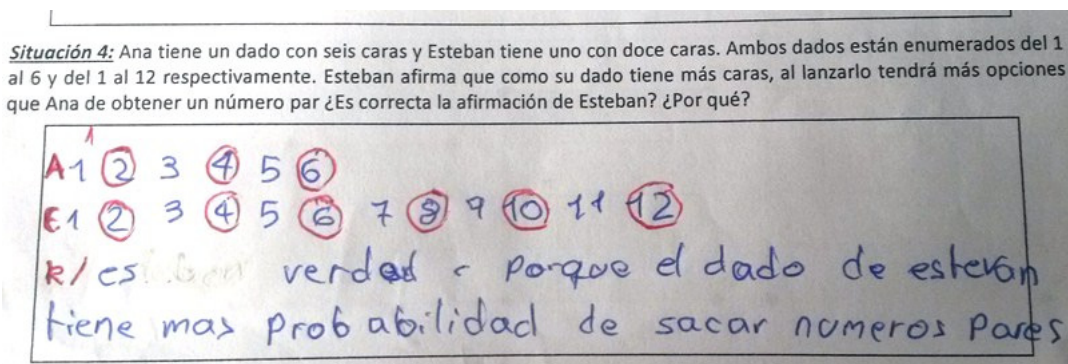 Situación 4: Ana tiene un dado con seis caras y Esteban tiene uno con doce caras. Ambos dados están enumerados del 1
al 6 y del 1 al 12 respectivamente. Esteban afirma que como su dado tiene más caras, al lanzarlo tendrá más opciones
que Ana de obtener un número par ¿Es correcta la afirmación de Esteban? ¿Por qué?
A 1 2 3 4 5 6
E 1 2 3 4 5 6 7 8 9 10 11 12
R/ es verdad porque el dado de estevan
tiene mas probabilidad de sacar numeros pares